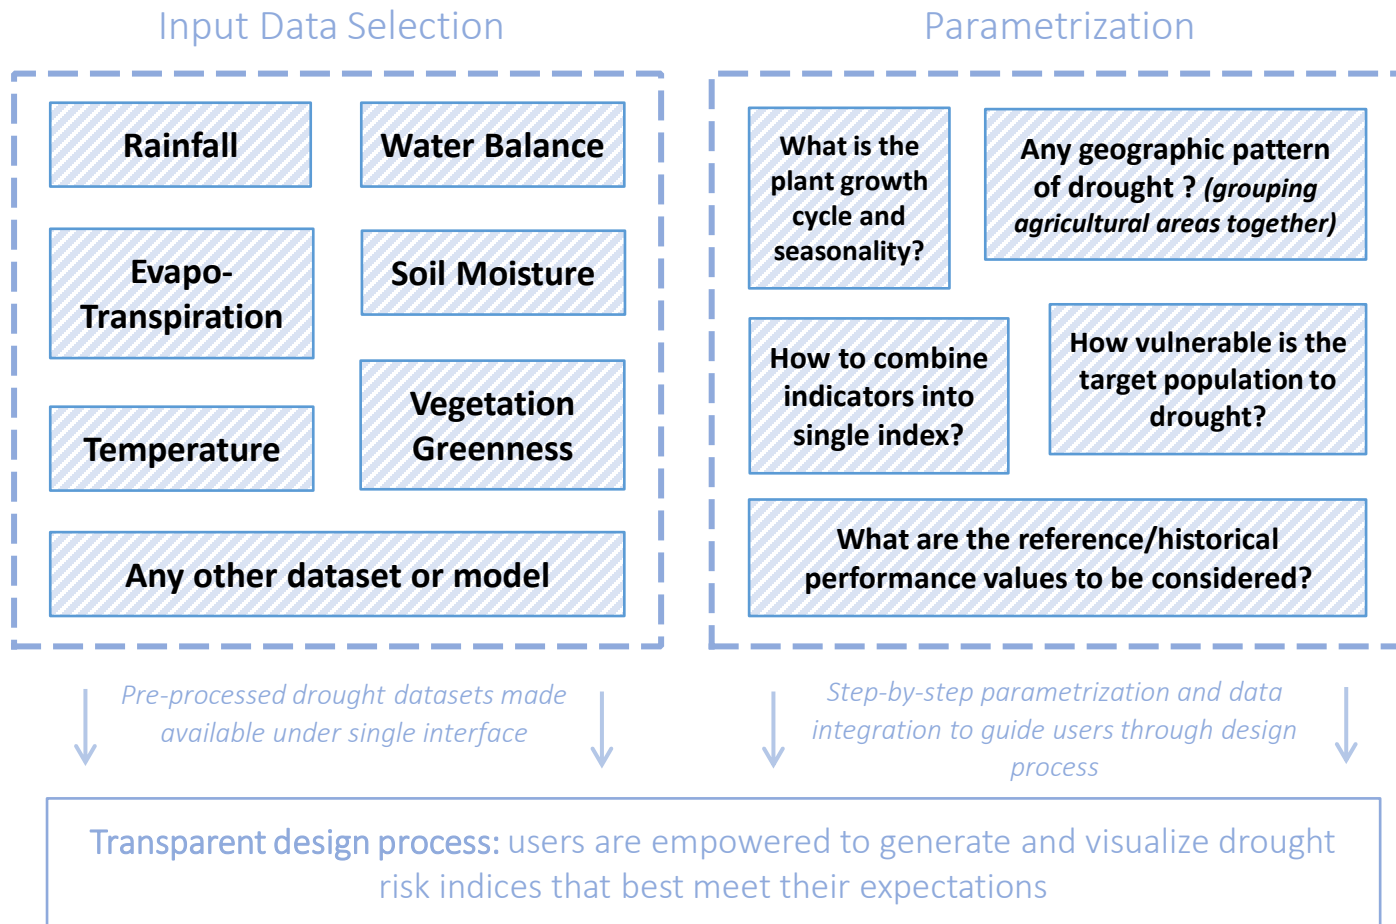 Input Data Selection
Rainfall
Water Balance
Evapo-
Transpiration
Soil Moisture
Temperature
Vegetation
Greenness
Any other dataset or model
Pre-processed drought datasets made
available under single interface
Parametrization
What is the
plant growth
cycle and
seasonality?
Any geographic pattern
of drought ? (grouping
agricultural areas together)
How to combine
indicators into
single index?
How vulnerable is the
target population to
drought?
What are the reference/historical
performance values to be considered?
Step-by-step parametrization and data
integration to guide users through design
process
Transparent design process: users are empowered to generate and visualize drought
risk indices that best meet their expectations